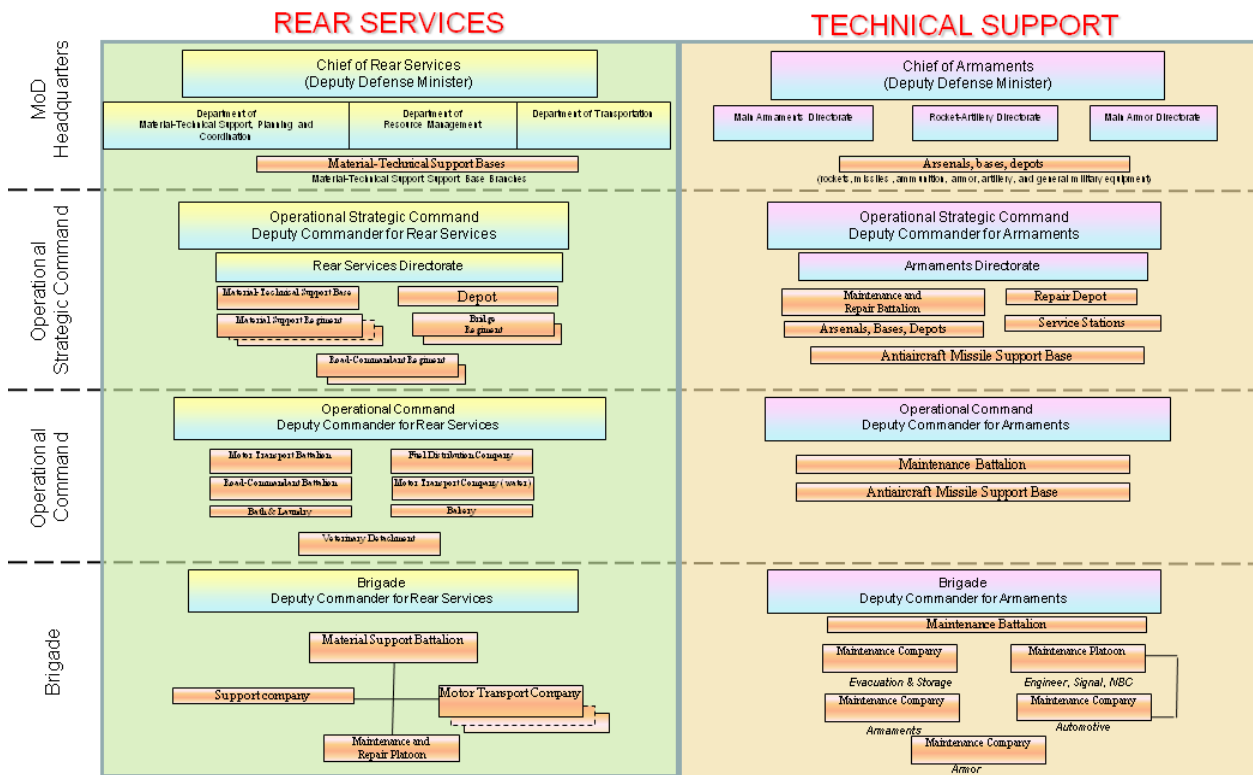 REAR SERVICES
TECHNICAL SUPPORT
MoD
Headquarters
Chief of Rear Services
(Deputy Defense Minister)
Department of
Material-Technical Support, Planning and
Coordination
Department of
Resource Management
Department of Transportation
Material-Technical Support Bases
Material-Technical Support Support Base Branches
Chief of Armaments
(Deputy Defense Minister)
Main Armaments Directorate
Rocket-Artillery Directorate
Main Armor Directorate
Arsenals, bases, depots
(rockets, missiles, ammunition, armor, artillery, and general military equipment)
Operational
Strategic Command
Operational Strategic Command
Deputy Commander for Rear Services
Rear Services Directorate
Material-Technical Support Base
Depot
Material Support Regiment
Bridge
Regiment
Road-Commandant Regiment
Operational Strategic Command
Deputy Commander for Armaments
Armaments Directorate
Maintenance and
Repair Battalion
Repair Depot
Arsenals, Bases, Depots
Service Stations
Antiaircraft Missile Support Base
Operational
Command
Operational Command
Deputy Commander for Rear Services
Motor Transport Battalion
Fuel Distribution Company
Road-Commandant Battalion
Motor Transport Company (water)
Bath & Laundry
Bakery
Veterinary Detachment
Operational Command
Deputy Commander for Armaments
Maintenance Battalion
Antiaircraft Missile Support Base
Brigade
Brigade
Deputy Commander for Rear Services
Material Support Battalion
Support company
Motor Transport Company
Maintenance and
Repair Platoon
Brigade
Deputy Commander for Armaments
Maintenance Battalion
Maintenance Company
Evacuation & Storage
Maintenance Platoon
Engineer, Signal, NBC
Maintenance Company
Armaments
Maintenance Company
Automotive
Maintenance Company
Armor